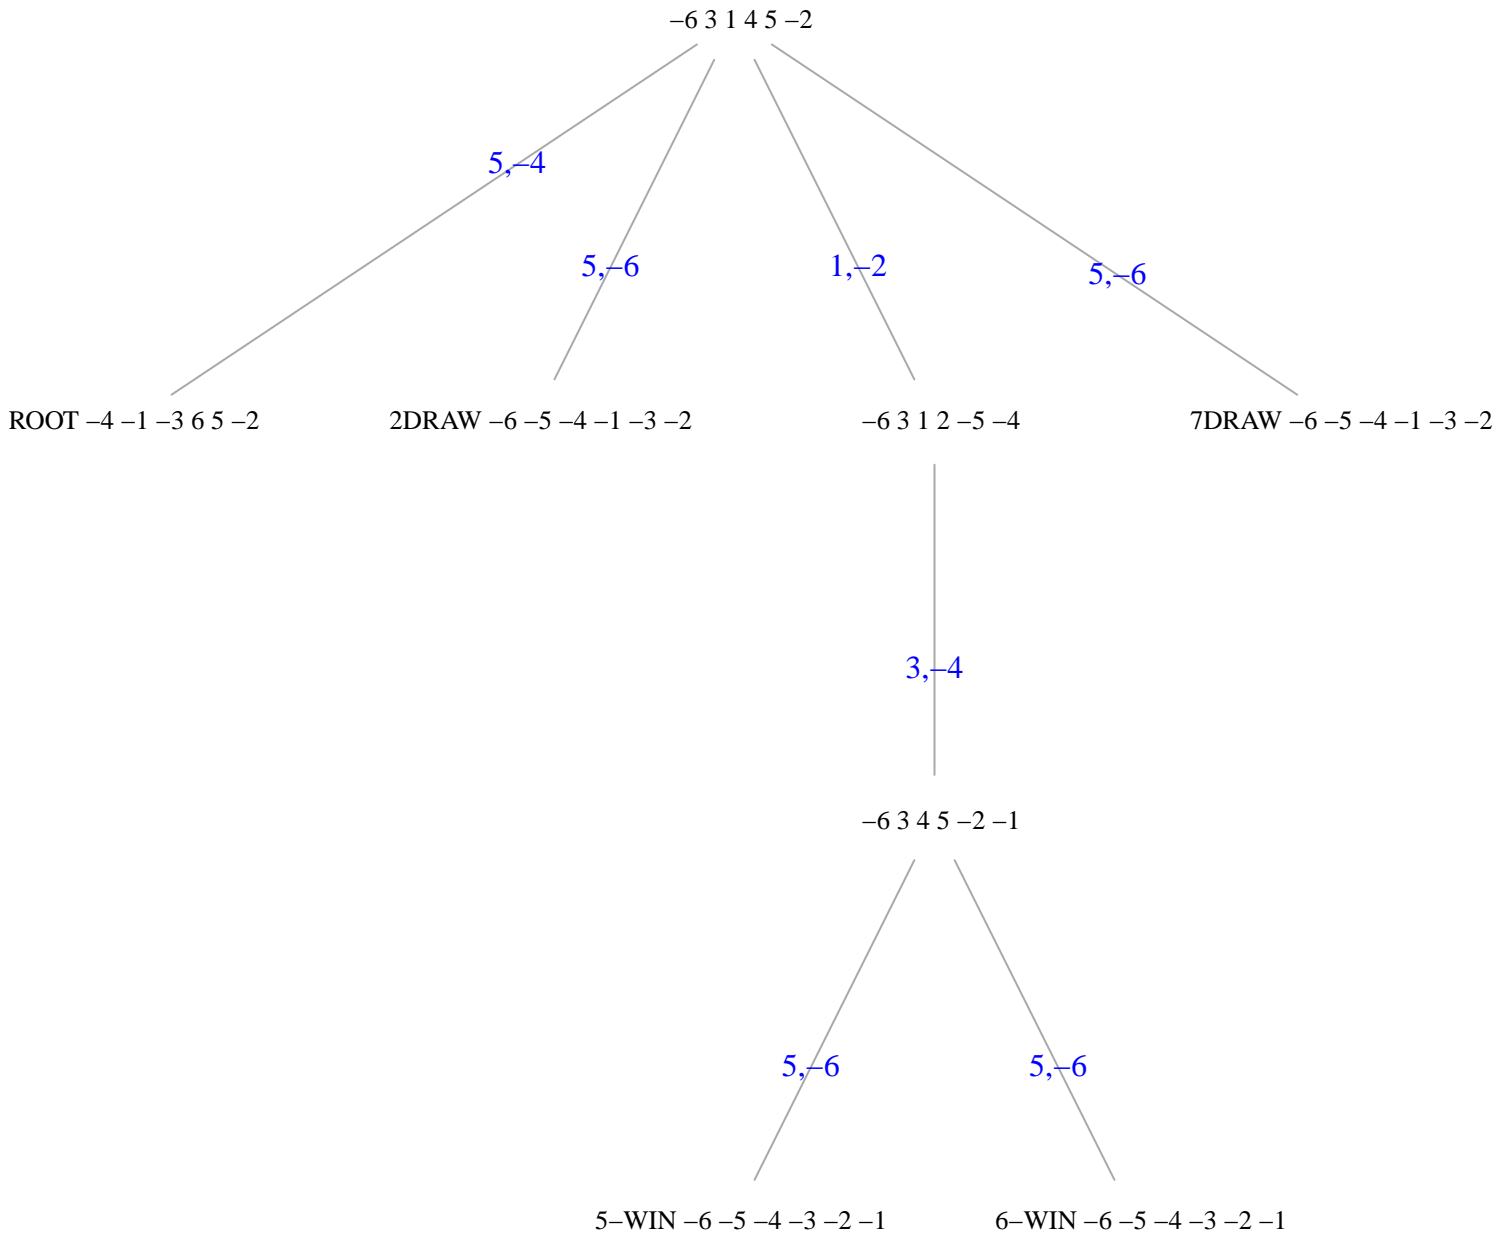 –6 3 1 4 5 –2
5,–4
5,–6
1,–2
5,–6
ROOT –4 –1 –3 6 5 –2
2DRAW –6 –5 –4 –1 –3 –2
–6 3 1 2 –5 –4
7DRAW –6 –5 –4 –1 –3 –2
3,–4
–6 3 4 5 –2 –1
5,–6
5,–6
5–WIN –6 –5 –4 –3 –2 –1
6–WIN –6 –5 –4 –3 –2 –1